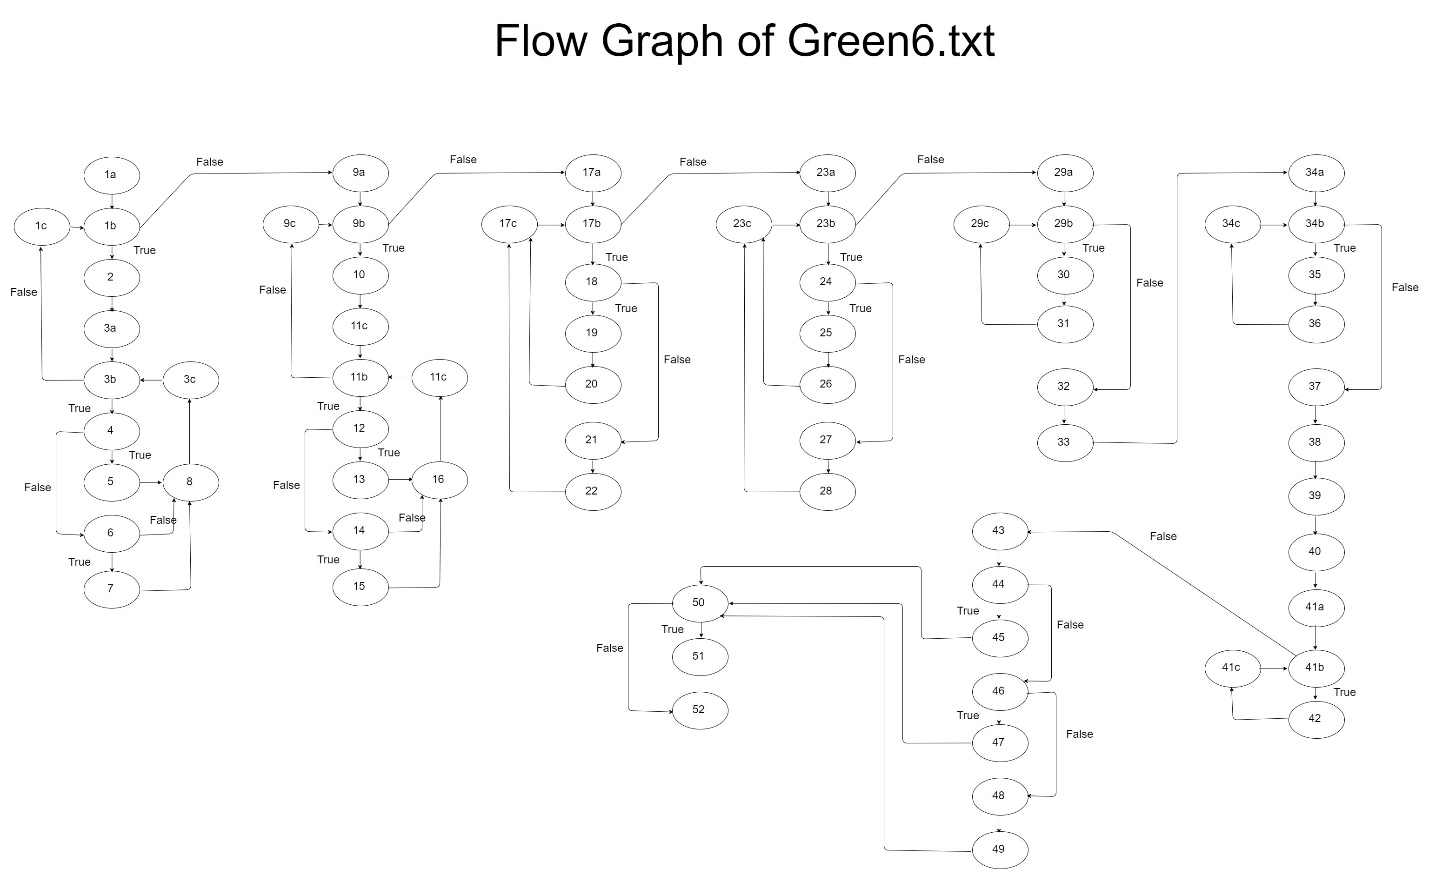 Flow Graph of Green6.txt
1a
False
9a
False
17a
False
23a
False
29a
34a
1c
1b
9c
9b
17c
17b
23c
23b
29c
29b
34c
34b
True
True
True
True
True
True
2
10
18
24
30
35
False
False
True
True
False
False
3a
11c
19
25
31
36
False
False
3b
3c
11b
11c
20
26
32
37
True
True
4
12
21
27
33
38
True
True
5
8
13
16
22
28
39
False
False
False
False
6
14
43
False
40
True
True
7
15
44
41a
50
True
False
45
True
False
51
41c
41b
46
True
52
True
42
47
False
48
49